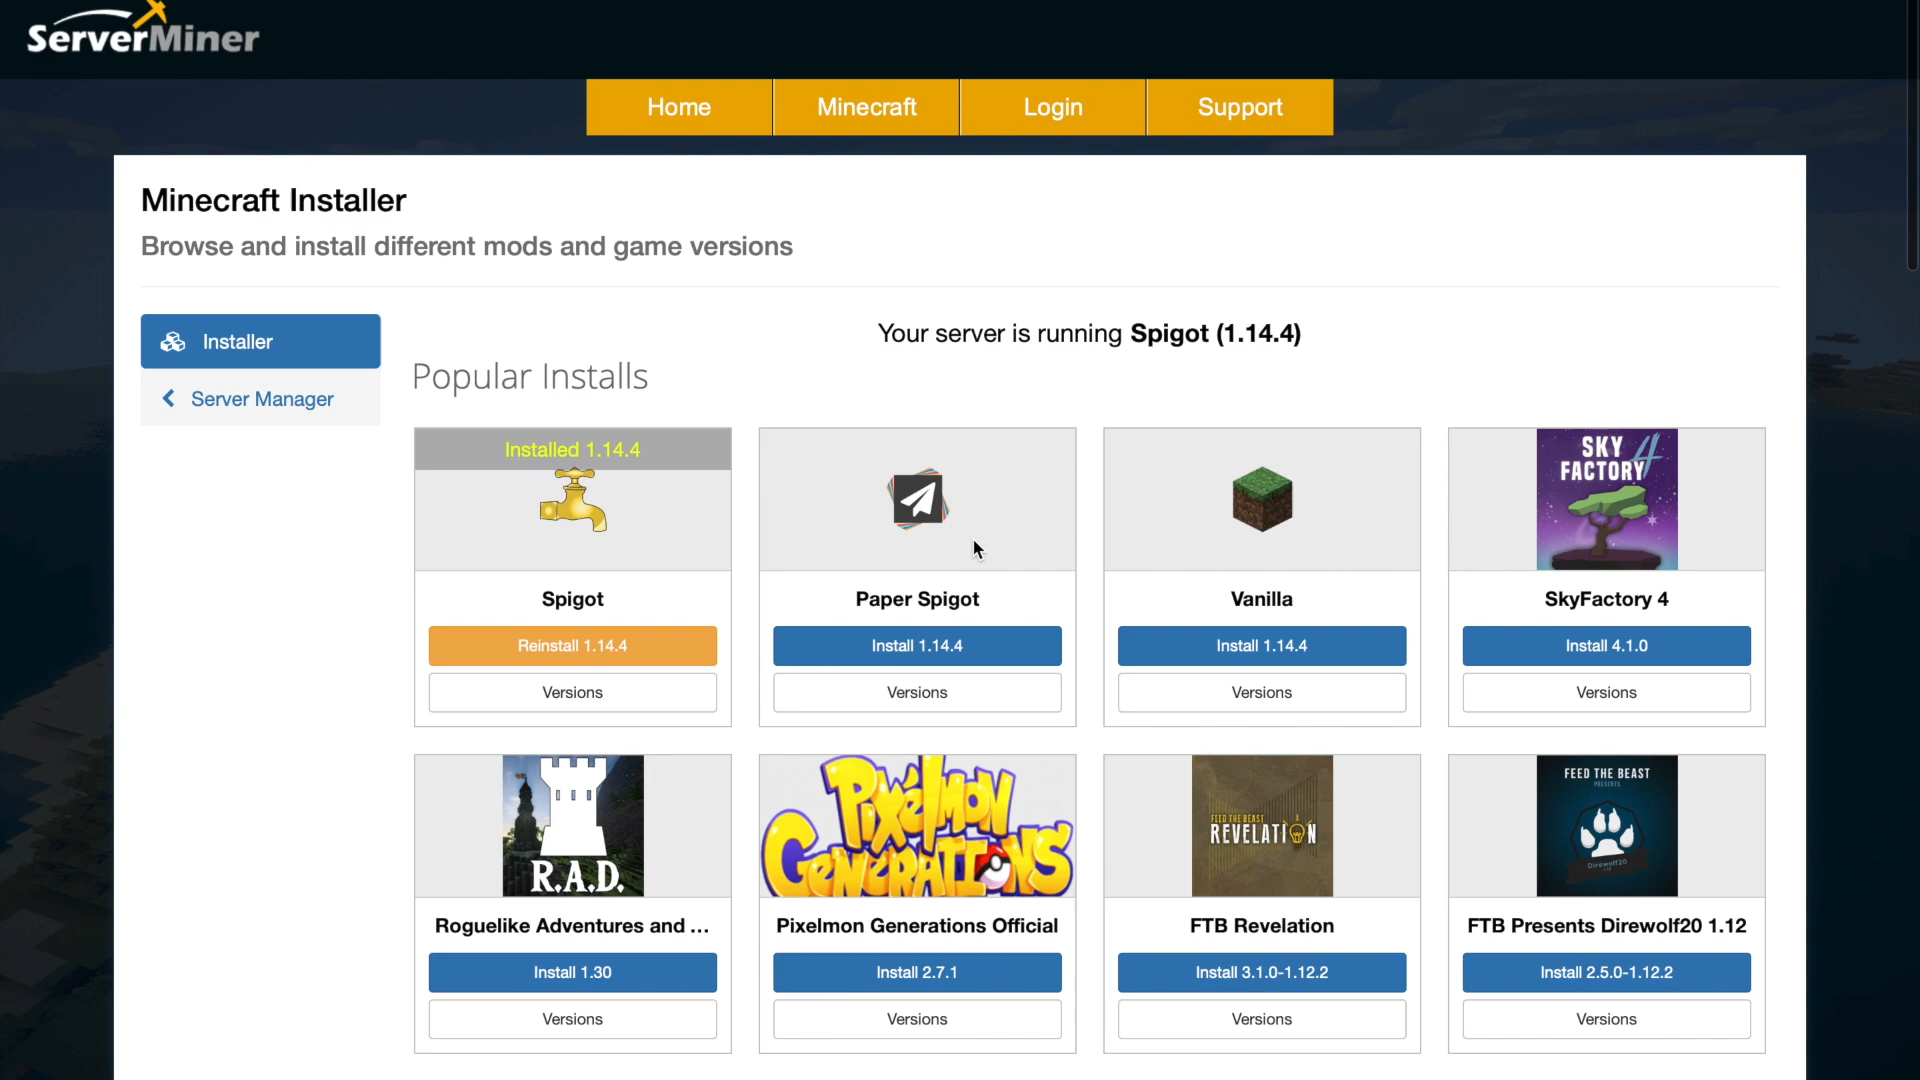 ServerMiner
Home
Minecraft
Login
Support
Minecraft Installer
Browse and install different mods and game versions
Installer
Server Manager
Your server is running Spigot (1.14.4)
Popular Installs
Installed 1.14.4
Spigot
Reinstall 1.14.4
Versions
Paper Spigot
Install 1.14.4
Versions
Vanilla
Install 1.14.4
Versions
SKY
FACTORY 4
SkyFactory 4
Install 4.1.0
Versions
R.A.D.
Roguelike Adventures and ...
Install 1.30
Versions
Pixelmon
Generations
Pixelmon Generations Official
Install 2.7.1
Versions
FEED THE BEAST
REVELATION
FTB Revelation
Install 3.1.0-1.12.2
Versions
FEED THE BEAST
PRESENTS
Direwolf20
FTB Presents Direwolf20 1.12
Install 2.5.0-1.12.2
Versions